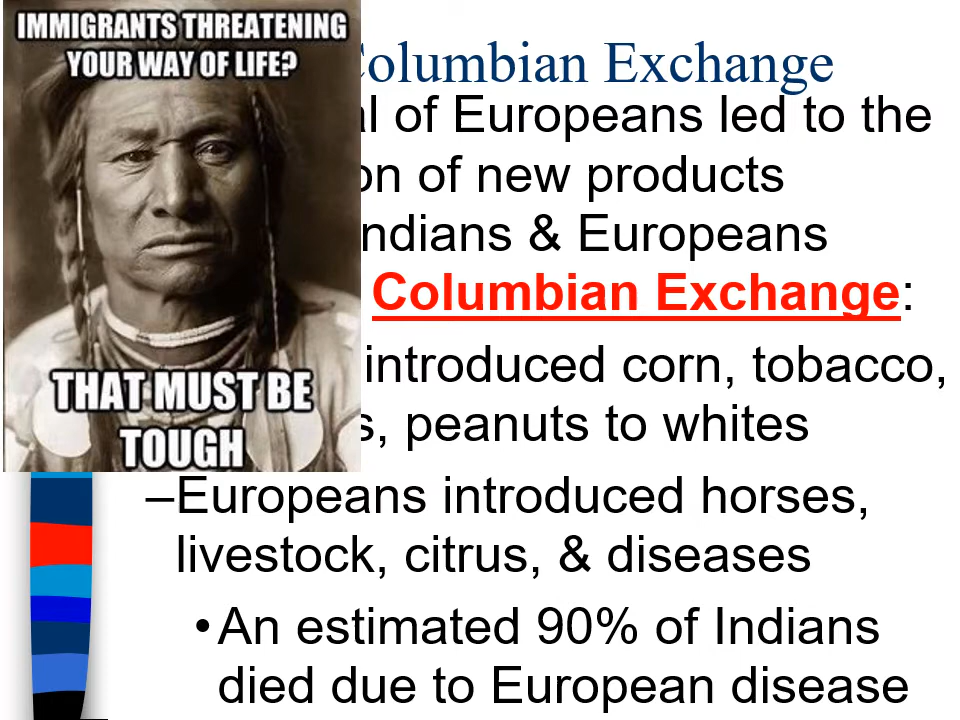 IMMIGRANTS THREATENING
YOUR WAY OF LIFE?
THAT MUST BE
TOUGH
Columbian Exchange
of Europeans led to the
of new products
Indians & Europeans
Columbian Exchange:
introduced corn, tobacco,
peanuts to whites
–Europeans introduced horses,
livestock, citrus, & diseases
•An estimated 90% of Indians
died due to European disease